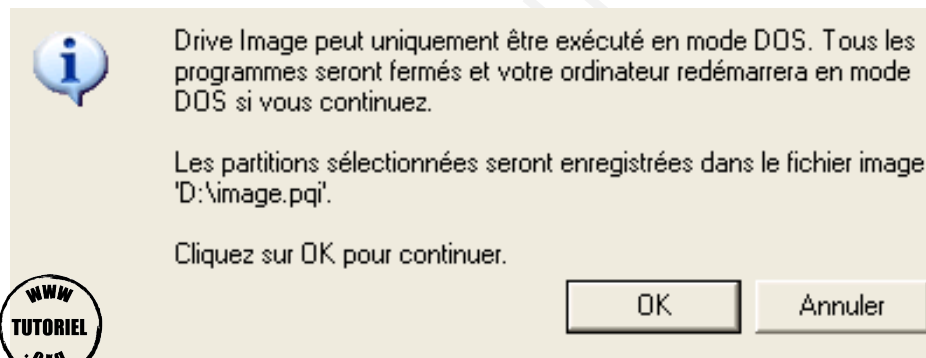 Drive Image peut uniquement être exécuté en mode DOS. Tous les
programmes seront fermés et votre ordinateur redémarrera en mode
DOS si vous continuez.
Les partitions sélectionnées seront enregistrées dans le fichier image
'D:\image.pqi'.
Cliquez sur OK pour continuer.
OK
Annuler
WWW
TUTORIEL